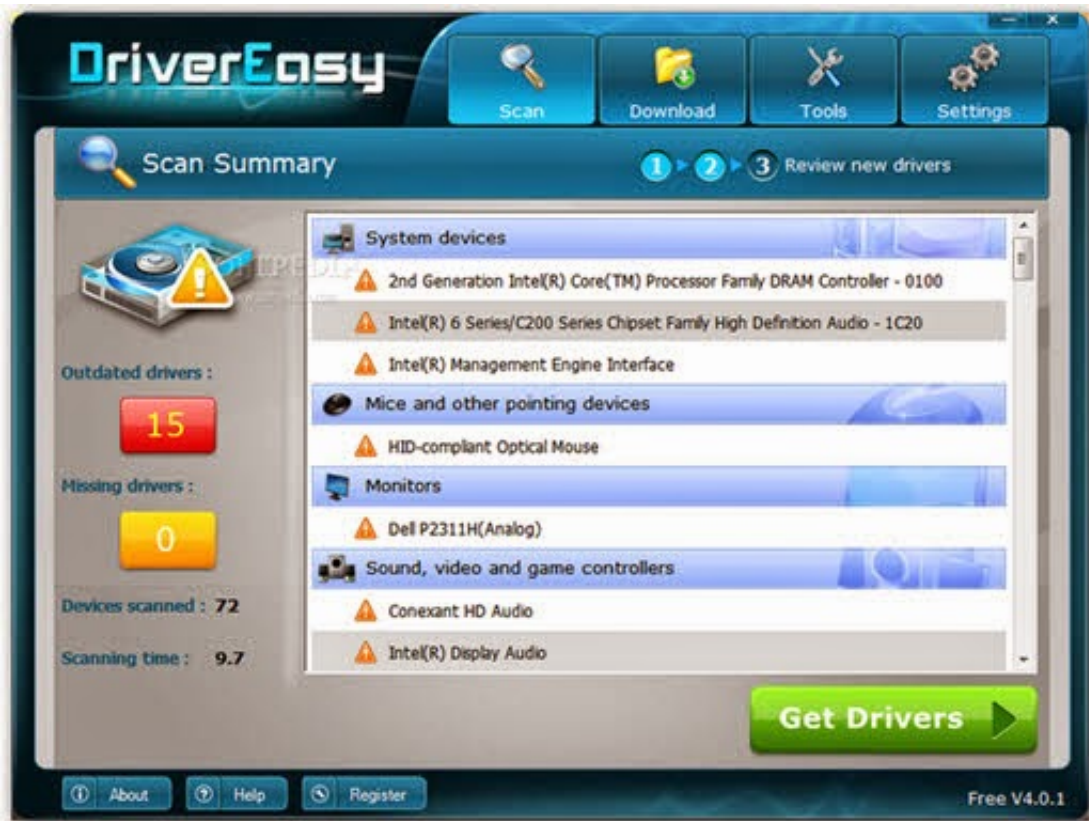 DriverEasy
Scan
Download
Tools
Settings
Scan Summary
1 2 3 Review new drivers
System devices
2nd Generation Intel(R) Core(TM) Processor Family DRAM Controller - 0100
Intel(R) 6 Series/C200 Series Chipset Family High Definition Audio - 1C20
Intel(R) Management Engine Interface
Mice and other pointing devices
HID-compliant Optical Mouse
Monitors
Dell P2311H(Analog)
Sound, video and game controllers
Conexant HD Audio
Intel(R) Display Audio
Outdated drivers :
15
Missing drivers :
0
Devices scanned : 72
Scanning time : 9.7
Get Drivers
About
Help
Register
Free V4.0.1